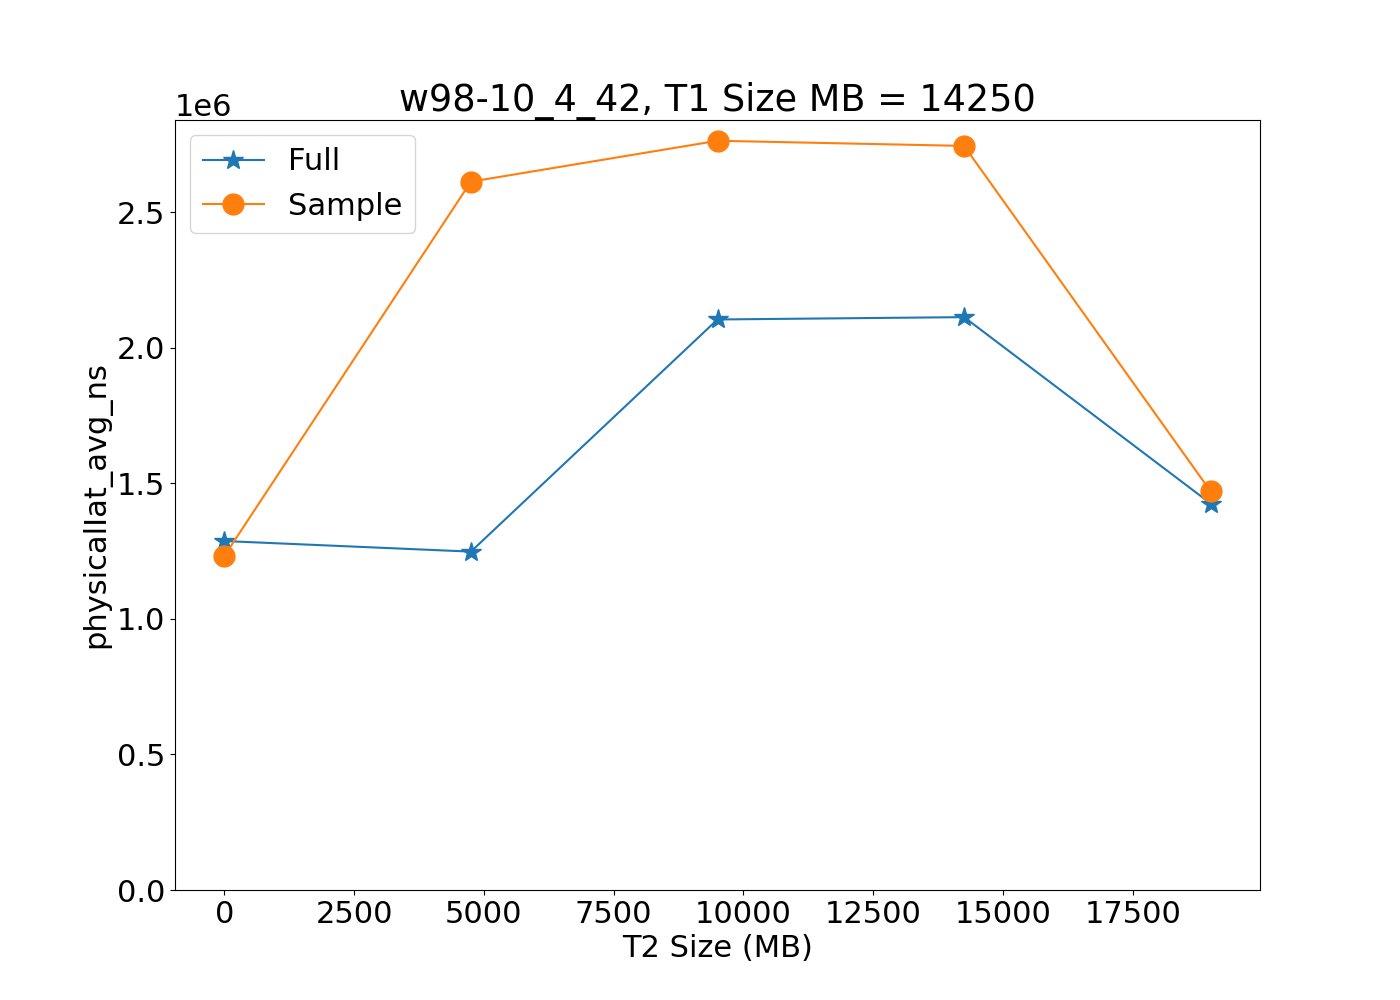 w98-10_4_42, T1 Size MB = 14250
1e6
Full
Sample
2.5
2.0
1.5
1.0
0.5
0.0
physicallat_avg_ns
0 2500 5000 7500 10000 12500 15000 17500
T2 Size (MB)